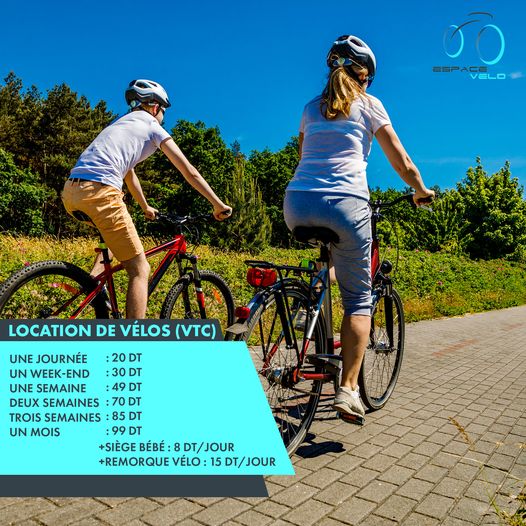 ESPACE
VELO
LOCATION DE VÉLOS (VTC)
UNE JOURNÉE : 20 DT
UN WEEK-END : 30 DT
UNE SEMAINE : 49 DT
DEUX SEMAINES : 70 DT
TROIS SEMAINES : 85 DT
UN MOIS : 99 DT
+SIÈGE BÉBÉ : 8 DT/JOUR
+REMORQUE VÉLO : 15 DT/JOUR